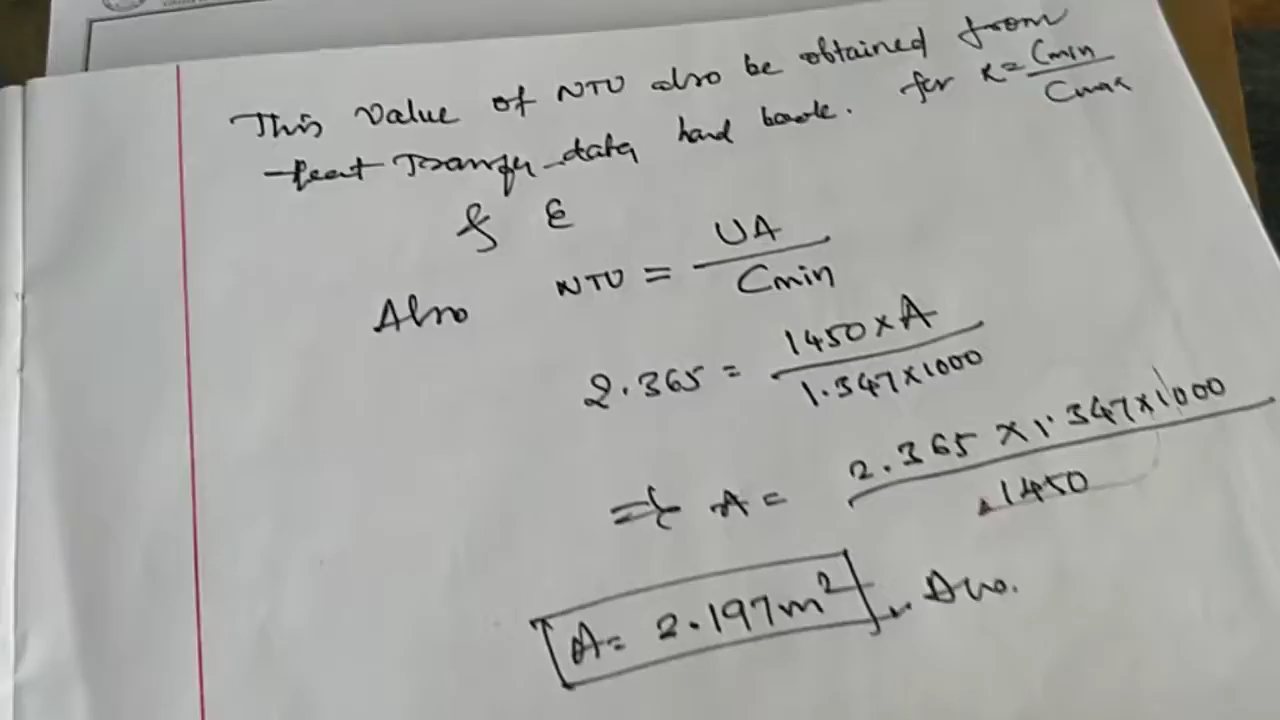 This value of NTU also be obtained from
Heat Transfer data hand book. for K = Cmin / Cmax
& ε
Also NTU = UA / Cmin
2.365 = 1450 x A / 1.347 x 1000
=> A = 2.365 x 1.347 x 1000 / 1450
A = 2.197 m² Ans.